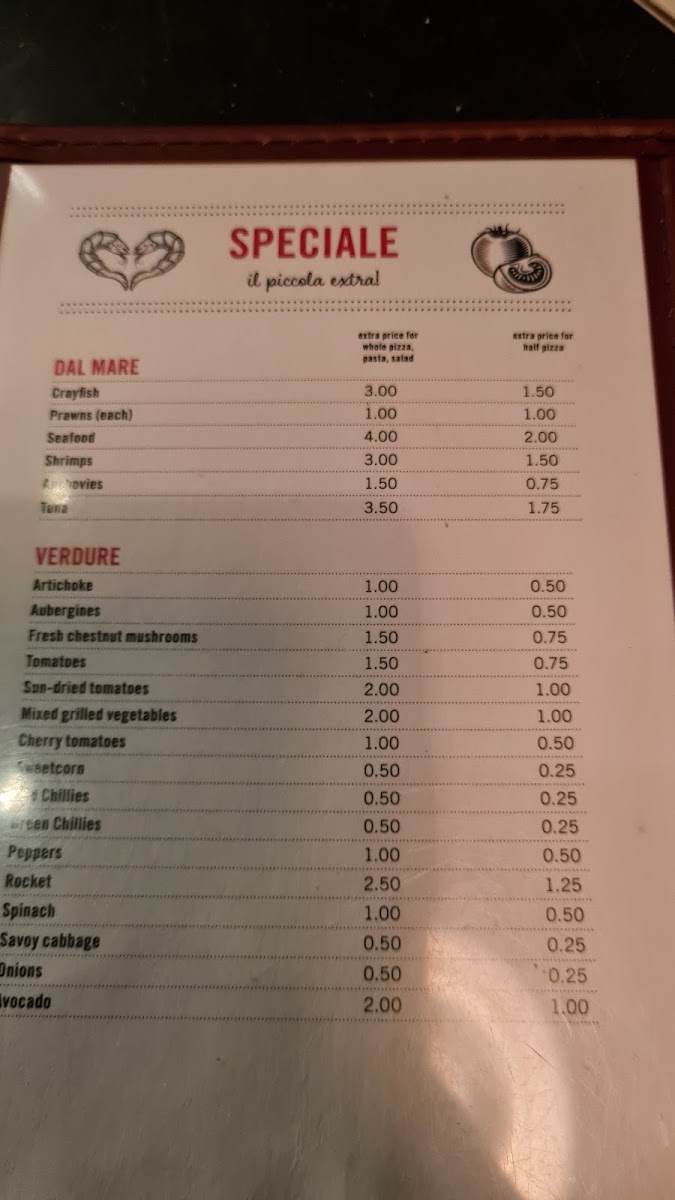 SPECIALE
il piccola extra!
extra price for
whole pizza,
pasta, salad
extra price for
half pizza
DAL MARE
Crayfish 3.00 1.50
Prawns (each) 1.00 1.00
Seafood 4.00 2.00
Shrimps 3.00 1.50
Anchovies 1.50 0.75
Tuna 3.50 1.75
VERDURE
Artichoke 1.00 0.50
Aubergines 1.00 0.50
Fresh chestnut mushrooms 1.50 0.75
Tomatoes 1.50 0.75
Sun-dried tomatoes 2.00 1.00
Mixed grilled vegetables 2.00 1.00
Cherry tomatoes 1.00 0.50
Sweetcorn 0.50 0.25
Chillies 0.50 0.25
Green Chillies 0.50 0.25
Peppers 1.00 0.50
Rocket 2.50 1.25
Spinach 1.00 0.50
Savoy cabbage 0.50 0.25
Onions 0.50 0.25
Avocado 2.00 1.00